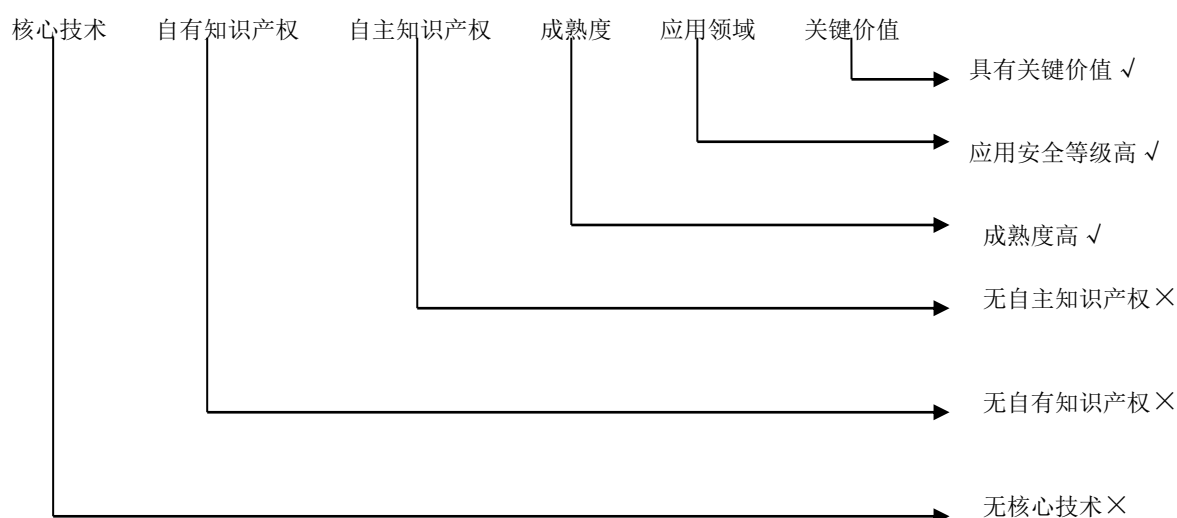 核心技术 自有知识产权 自主知识产权 成熟度 应用领域 关键价值
具有关键价值 √
应用安全等级高 √
成熟度高 √
无自主知识产权×
无自有知识产权×
无核心技术×